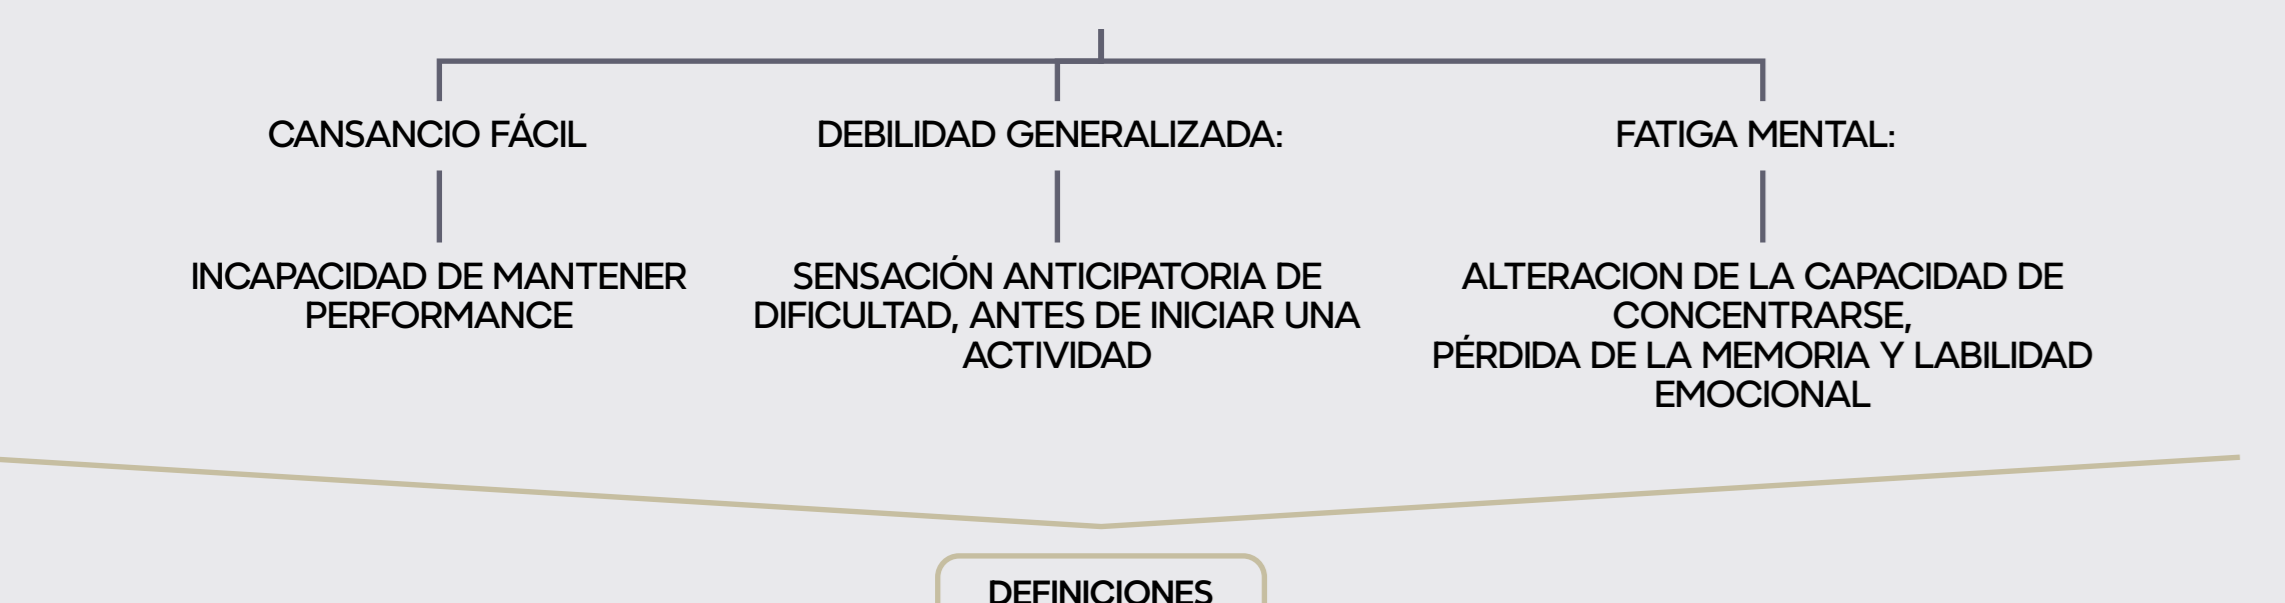 CANSANCIO FÁCIL
DEBILIDAD GENERALIZADA:
FATIGA MENTAL:
INCAPACIDAD DE MANTENER
PERFORMANCE
SENSACIÓN ANTICIPATORIA DE
DIFICULTAD, ANTES DE INICIAR UNA
ACTIVIDAD
ALTERACION DE LA CAPACIDAD DE
CONCENTRARSE,
PÉRDIDA DE LA MEMORIA Y LABILIDAD
EMOCIONAL
DEFINICIONES